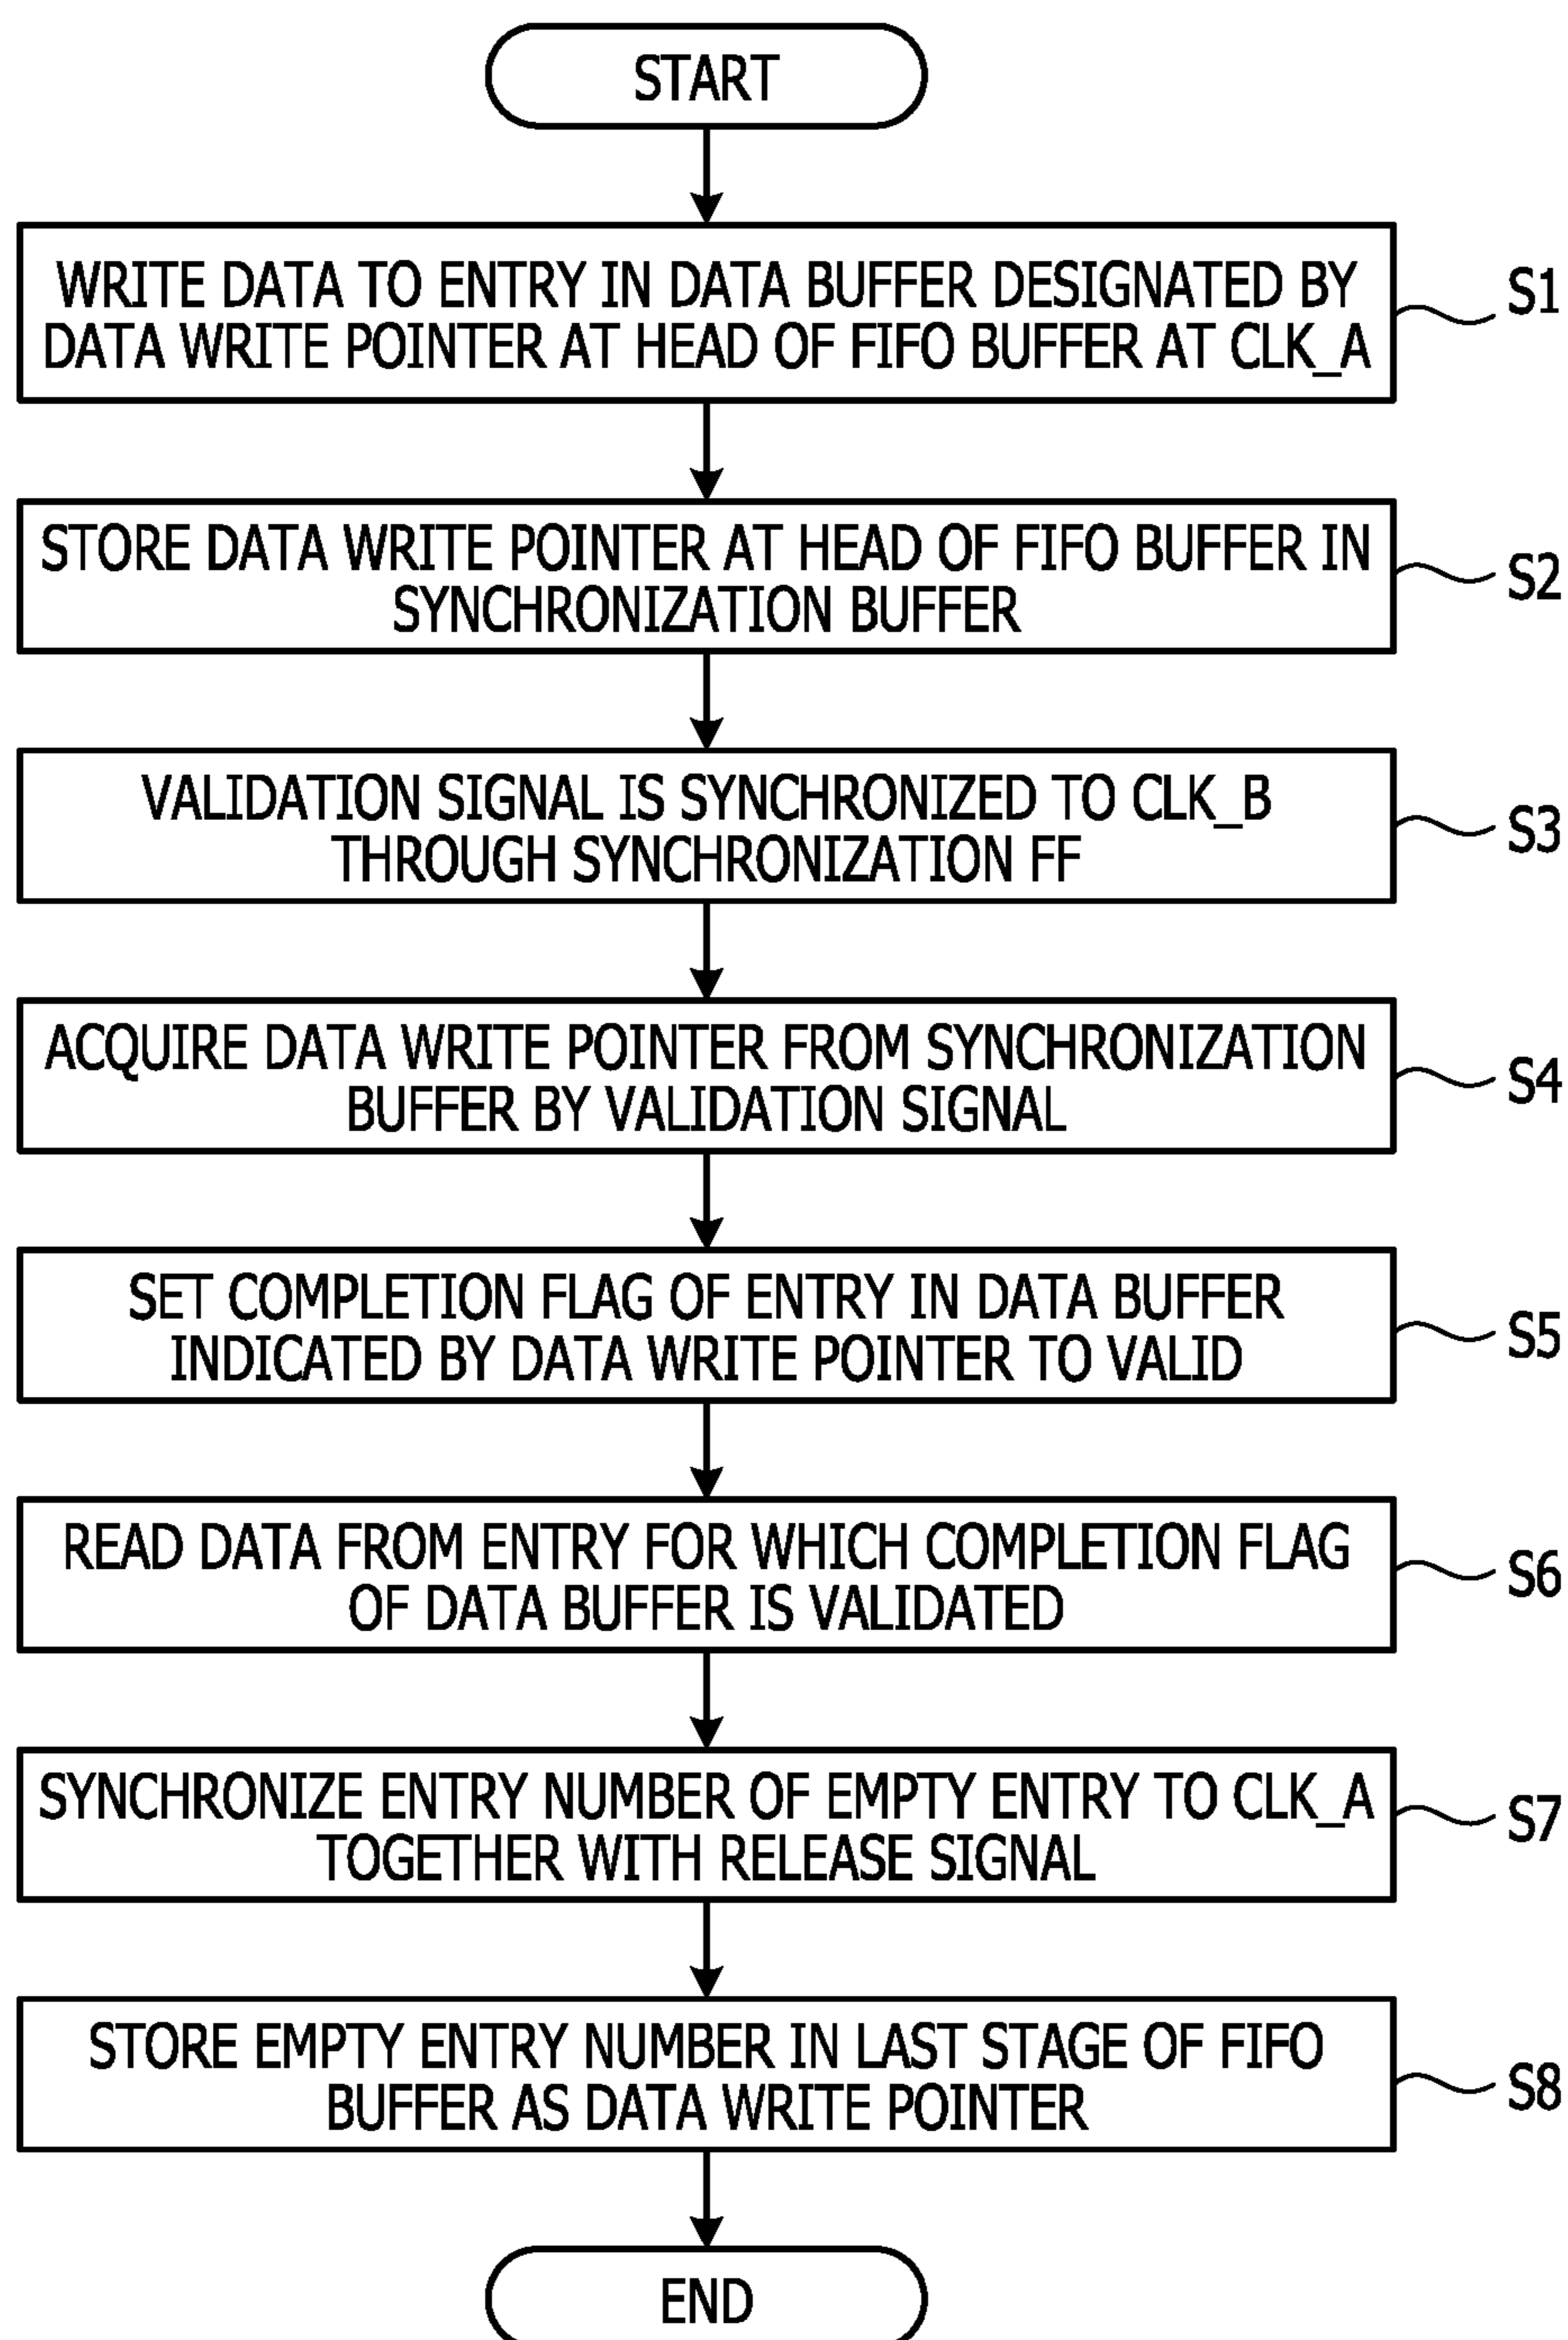 START
WRITE DATA TO ENTRY IN DATA BUFFER DESIGNATED BY
DATA WRITE POINTER AT HEAD OF FIFO BUFFER AT CLK_A
S1
STORE DATA WRITE POINTER AT HEAD OF FIFO BUFFER IN
SYNCHRONIZATION BUFFER
S2
VALIDATION SIGNAL IS SYNCHRONIZED TO CLK_B
THROUGH SYNCHRONIZATION FF
S3
ACQUIRE DATA WRITE POINTER FROM SYNCHRONIZATION
BUFFER BY VALIDATION SIGNAL
S4
SET COMPLETION FLAG OF ENTRY IN DATA BUFFER
INDICATED BY DATA WRITE POINTER TO VALID
S5
READ DATA FROM ENTRY FOR WHICH COMPLETION FLAG
OF DATA BUFFER IS VALIDATED
S6
SYNCHRONIZE ENTRY NUMBER OF EMPTY ENTRY TO CLK_A
TOGETHER WITH RELEASE SIGNAL
S7
STORE EMPTY ENTRY NUMBER IN LAST STAGE OF FIFO
BUFFER AS DATA WRITE POINTER
S8
END